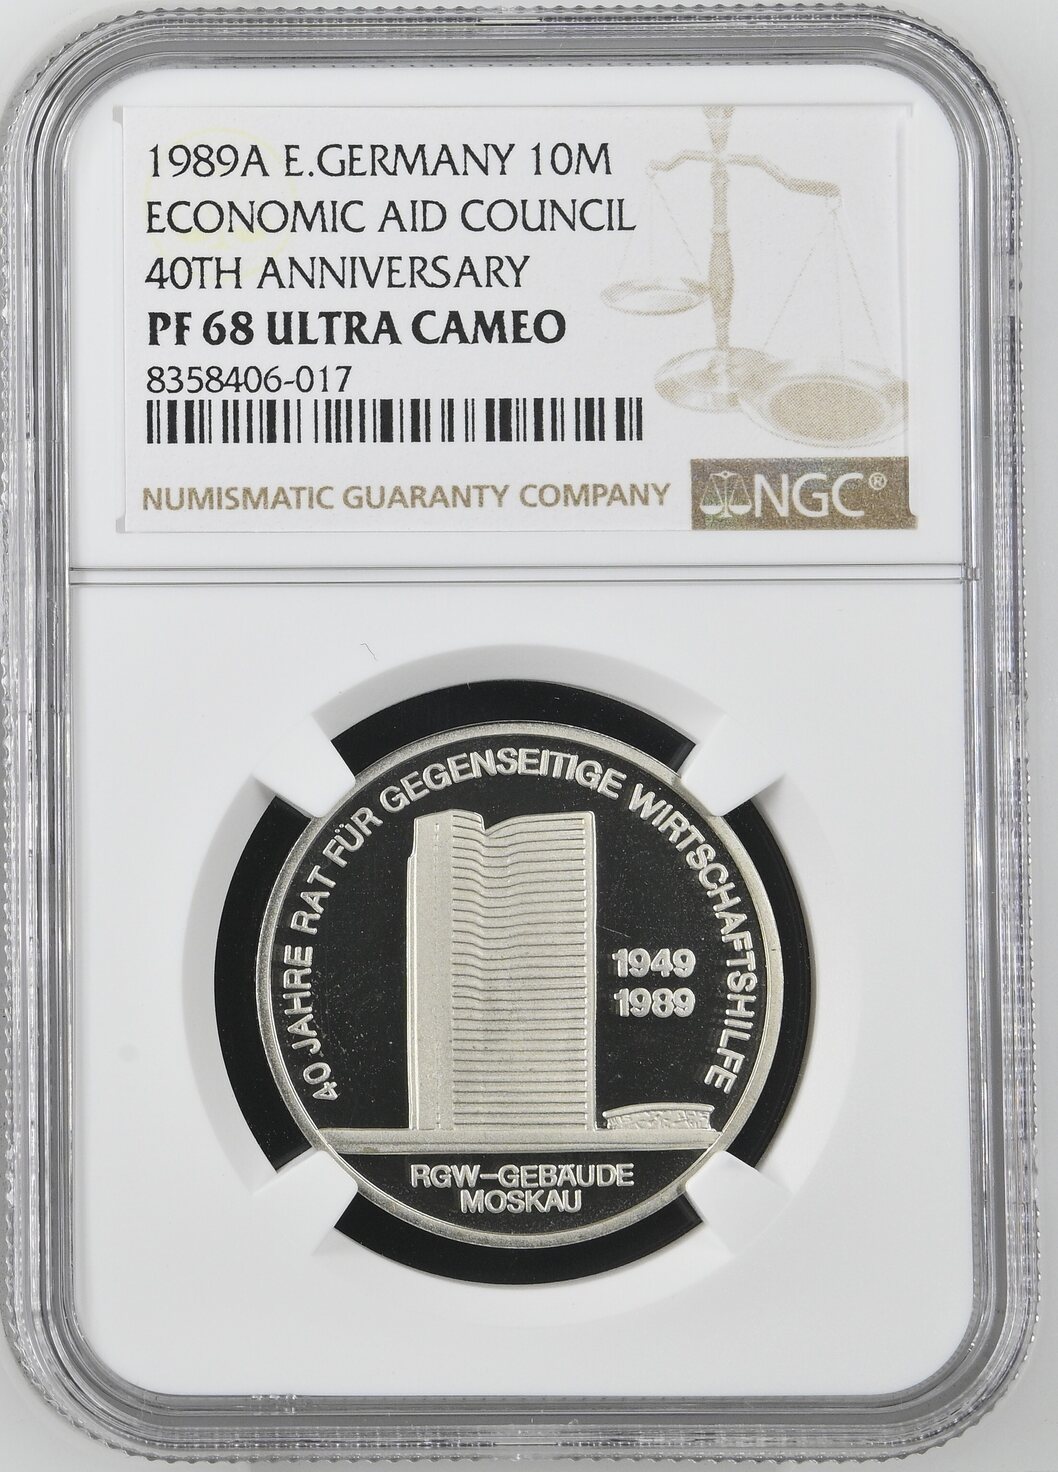 1989A E.GERMANY 10M
ECONOMIC AID COUNCIL
40TH ANNIVERSARY
PF 68 ULTRA CAMEO
8358406-017
NUMISMATIC GUARANTY COMPANY
NGC®
40 JAHRE RAT FÜR GEGENSEITIGE WIRTSCHAFTSHILFE
1949
1989
RGW-GEBÄUDE
MOSKAU